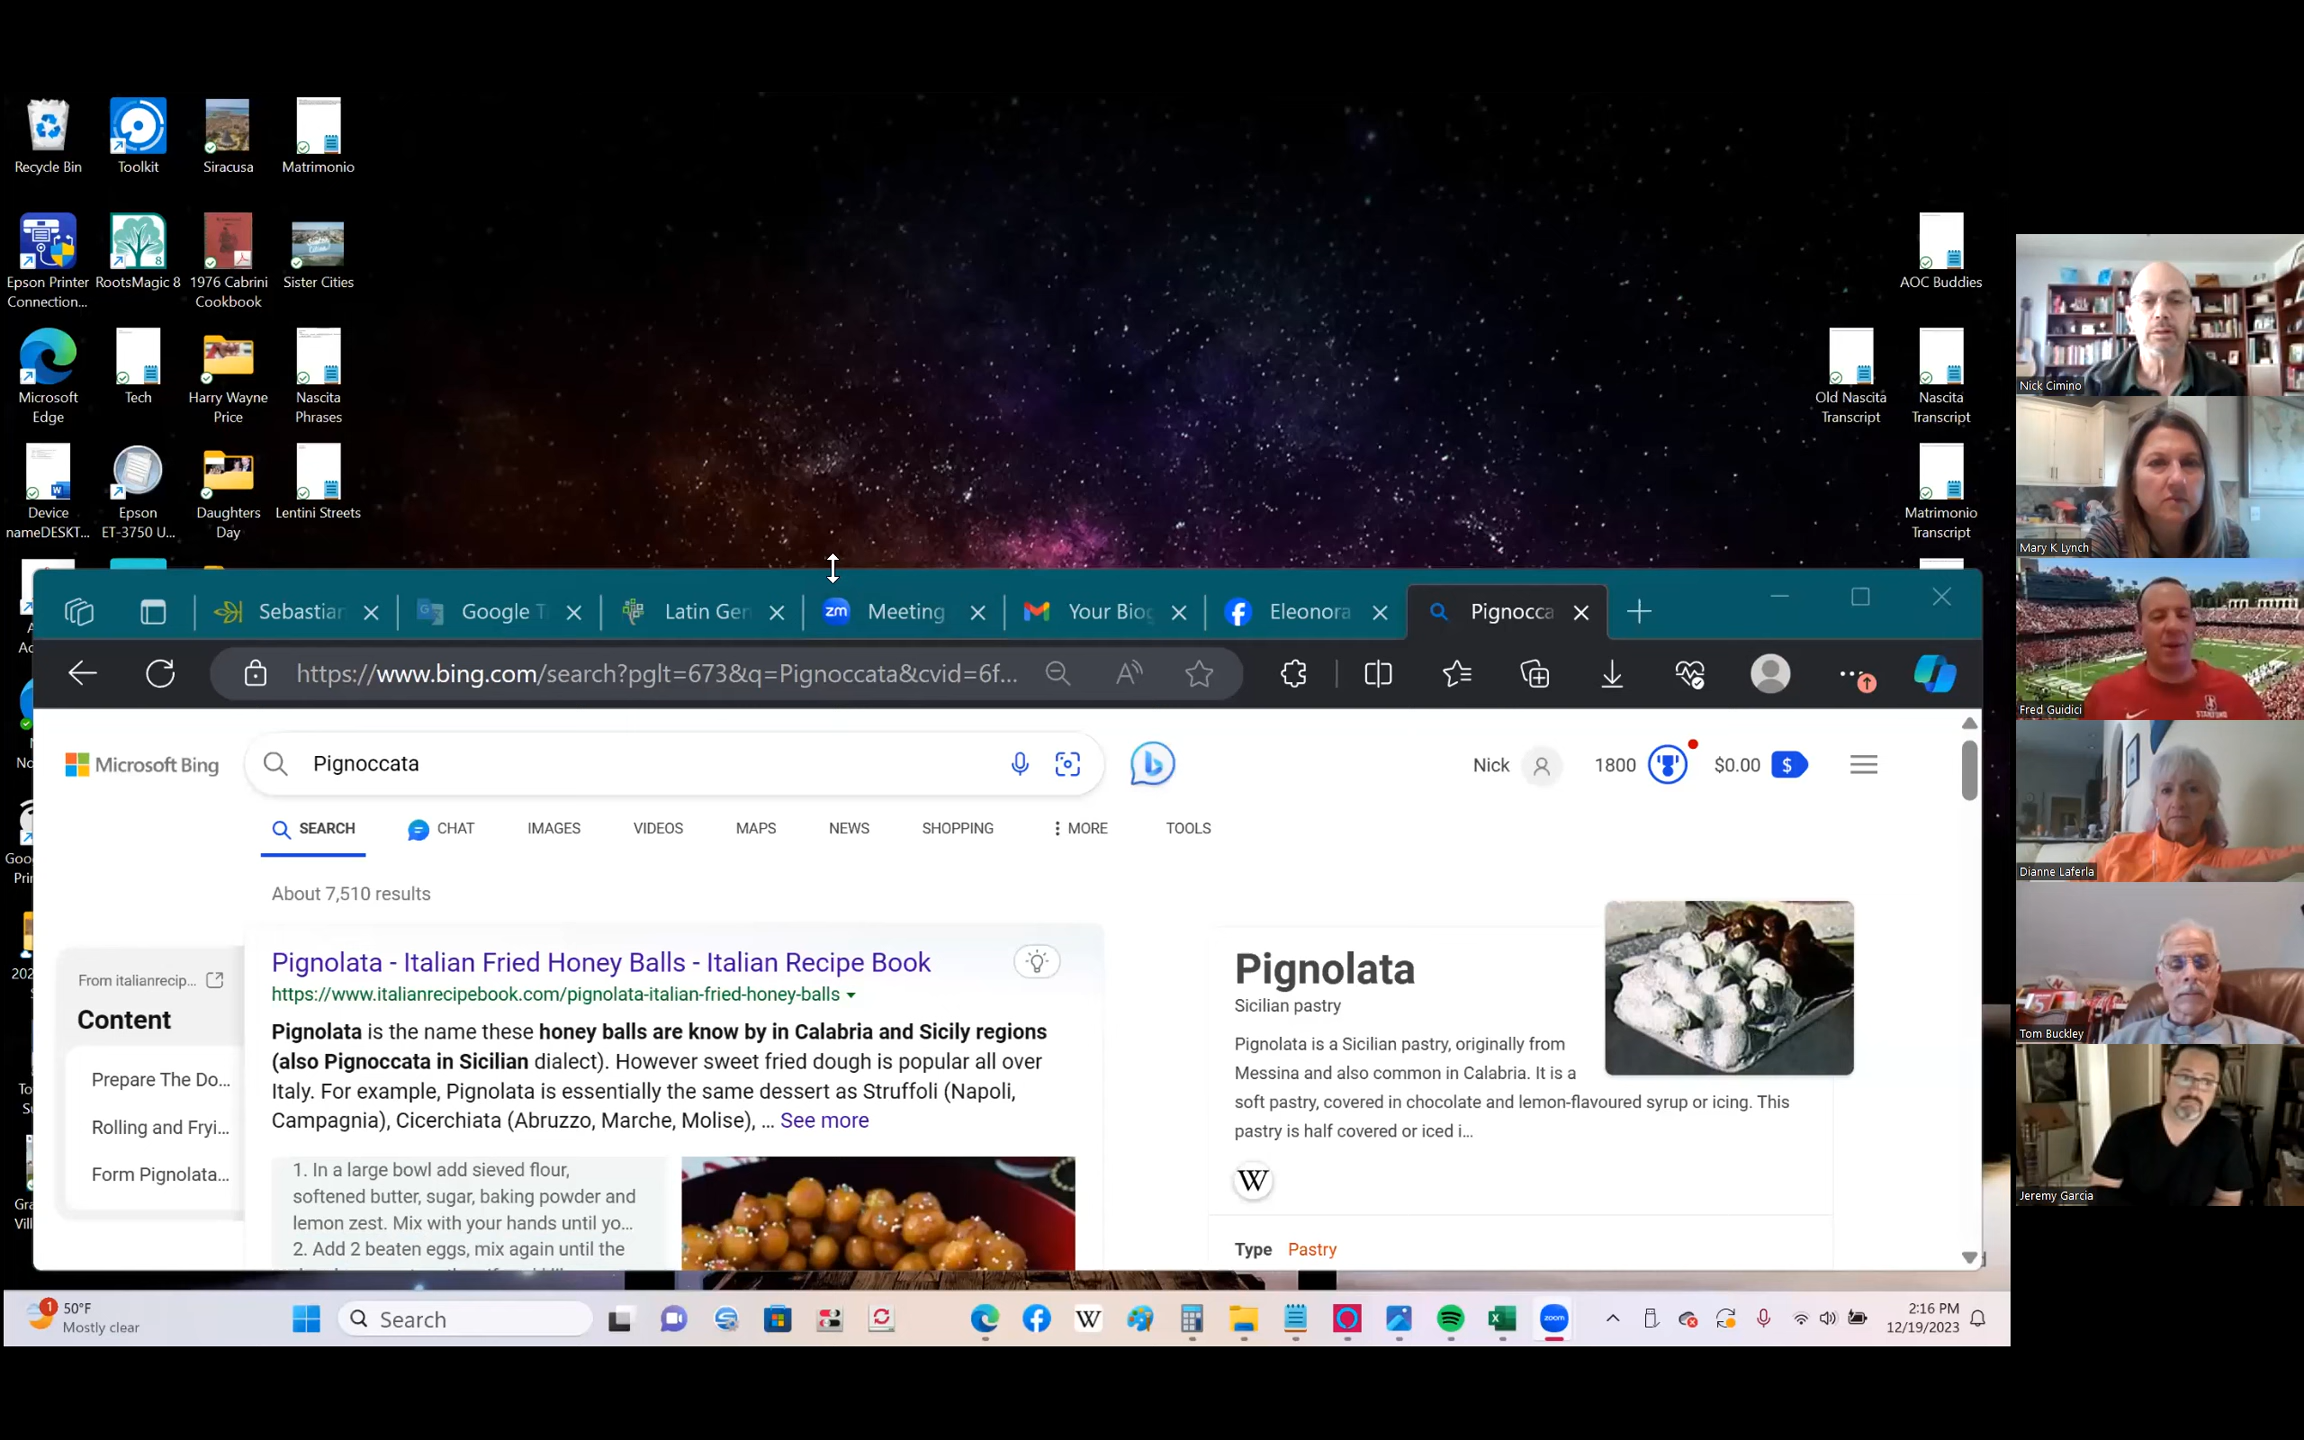 Recycle Bin
Toolkit
Siracusa
Matrimonio
Epson Printer
Connection...
RootsMagic 8
1976 Cabrini
Cookbook
Sister Cities
AOC Buddies
Microsoft
Edge
Tech
Harry Wayne
Price
Nascita
Phrases
Old Nascita
Transcript
Nascita
Transcript
Device
nameDESKT...
Epson
ET-3750 U...
Daughters
Day
Lentini Streets
Matrimonio
Transcript
Sebastian
Google T
Latin Gen
zm
Meeting
Your Biog
Eleonora
Pignocca
https://www.bing.com/search?pglt=673&q=Pignoccata&cvid=6f...
Microsoft Bing
Pignoccata
Nick
1800
$0.00
$
SEARCH
CHAT
IMAGES
VIDEOS
MAPS
NEWS
SHOPPING
MORE
TOOLS
About 7,510 results
From italianrecip...
Content
Prepare The Do...
Rolling and Fryi...
Form Pignolata...
Pignolata - Italian Fried Honey Balls - Italian Recipe Book
https://www.italianrecipebook.com/pignolata-italian-fried-honey-balls
Pignolata is the name these honey balls are know by in Calabria and Sicily regions
(also Pignoccata in Sicilian dialect). However sweet fried dough is popular all over
Italy. For example, Pignolata is essentially the same dessert as Struffoli (Napoli,
Campagnia), Cicerchiata (Abruzzo, Marche, Molise), ... See more
1. In a large bowl add sieved flour,
softened butter, sugar, baking powder and
lemon zest. Mix with your hands until yo...
2. Add 2 beaten eggs, mix again until the
Pignolata
Sicilian pastry
Pignolata is a Sicilian pastry, originally from
Messina and also common in Calabria. It is a
soft pastry, covered in chocolate and lemon-flavoured syrup or icing. This
pastry is half covered or iced i...
W
Type Pastry
1
50°F
Mostly clear
Search
W
zoom
2:16 PM
12/19/2023
Nick Cimino
Mary K Lynch
Fred Guidici
STANFORD
Dianne Laferla
Tom Buckley
Jeremy Garcia